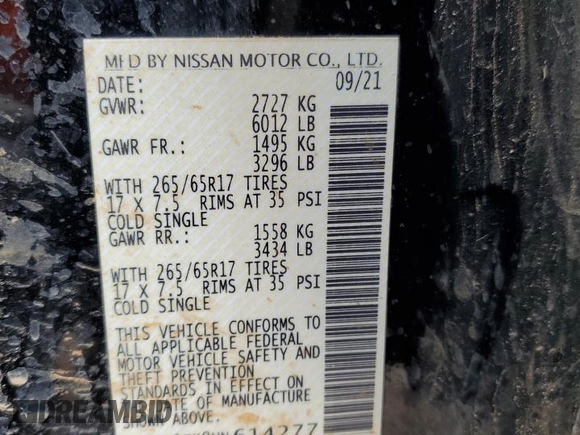 MFD BY NISSAN MOTOR CO., LTD.
DATE: 09/21
GVWR: 2727 KG
6012 LB
GAWR FR.: 1495 KG
3296 LB
WITH 265/65R17 TIRES
17 X 7.5 RIMS AT 35 PSI
COLD SINGLE
GAWR RR.: 1558 KG
3434 LB
WITH 265/65R17 TIRES
17 X 7.5 RIMS AT 35 PSI
COLD SINGLE
THIS VEHICLE CONFORMS TO
ALL APPLICABLE FEDERAL
MOTOR VEHICLE SAFETY AND
THEFT PREVENTION
STANDARDS IN EFFECT ON
THE DATE OF MANUFACTURE
SHOWN ABOVE.
614277
DREAMBID